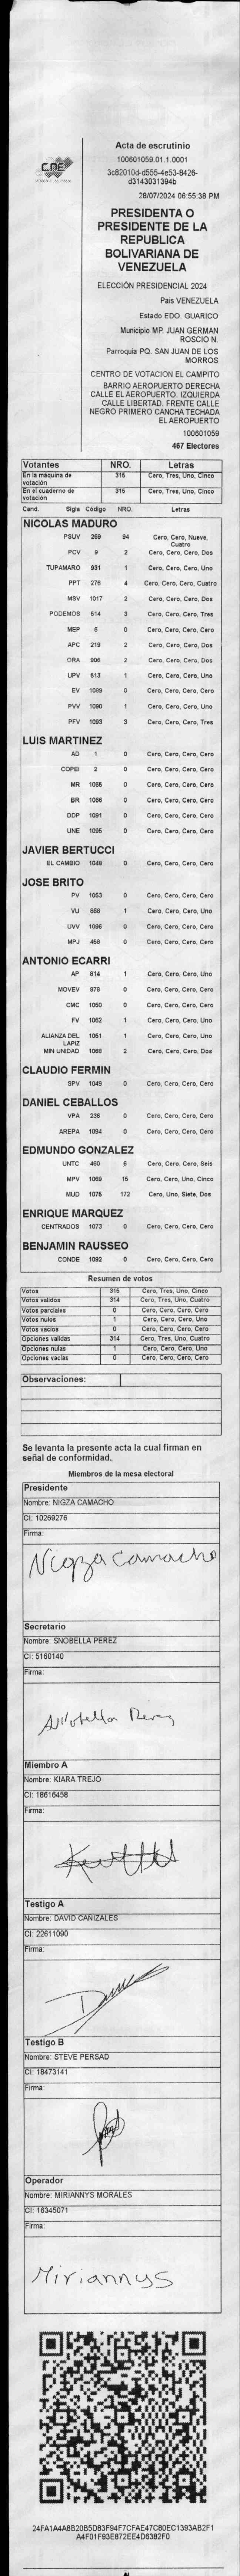 CNE
Acta de escrutinio
100601059.01.1.0001
3c82010d-d555-4e53-8426-
d3143031394b
28/07/2024 06:55:38 PM
PRESIDENTA O
PRESIDENTE DE LA
REPUBLICA
BOLIVARIANA DE
VENEZUELA
ELECCIÓN PRESIDENCIAL 2024
Pais VENEZUELA
Estado EDO. GUARICO
Municipio MP. JUAN GERMAN
ROSCIO N.
Parroquia PQ. SAN JUAN DE LOS
MORROS
CENTRO DE VOTACION EL CAMPITO
BARRIO AEROPUERTO DERECHA
CALLE EL AEROPUERTO. IZQUIERDA
CALLE LIBERTAD. FRENTE CALLE
NEGRO PRIMERO CANCHA TECHADA
EL AEROPUERTO
100601059
467 Electores
Votantes NRO. Letras
En la máquina de votación 315 Cero, Tres, Uno, Cinco
En el cuaderno de votación 315 Cero, Tres, Uno, Cinco
Cand. Sigla Código NRO. Letras
NICOLAS MADURO
PSUV 269 94 Cero, Cero, Nueve, Cuatro
PCV 9 2 Cero, Cero, Cero, Dos
TUPAMARO 931 1 Cero, Cero, Cero, Uno
PPT 276 4 Cero, Cero, Cero, Cuatro
MSV 1017 2 Cero, Cero, Cero, Dos
PODEMOS 514 3 Cero, Cero, Cero, Tres
MEP 6 0 Cero, Cero, Cero, Cero
APC 219 2 Cero, Cero, Cero, Dos
ORA 906 2 Cero, Cero, Cero, Dos
UPV 513 1 Cero, Cero, Cero, Uno
EV 1089 0 Cero, Cero, Cero, Cero
PVV 1090 1 Cero, Cero, Cero, Uno
PFV 1093 3 Cero, Cero, Cero, Tres
LUIS MARTINEZ
AD 1 0 Cero, Cero, Cero, Cero
COPEI 2 0 Cero, Cero, Cero, Cero
MR 1065 0 Cero, Cero, Cero, Cero
BR 1066 0 Cero, Cero, Cero, Cero
DDP 1091 0 Cero, Cero, Cero, Cero
UNE 1095 0 Cero, Cero, Cero, Cero
JAVIER BERTUCCI
EL CAMBIO 1048 0 Cero, Cero, Cero, Cero
JOSE BRITO
PV 1053 0 Cero, Cero, Cero, Cero
VU 866 1 Cero, Cero, Cero, Uno
UVV 1096 0 Cero, Cero, Cero, Cero
MPJ 458 0 Cero, Cero, Cero, Cero
ANTONIO ECARRI
AP 814 1 Cero, Cero, Cero, Uno
MOVEV 979 0 Cero, Cero, Cero, Cero
CMC 1050 0 Cero, Cero, Cero, Cero
FV 1062 1 Cero, Cero, Cero, Uno
ALIANZA DEL LAPIZ 1051 1 Cero, Cero, Cero, Uno
MIN UNIDAD 1068 2 Cero, Cero, Cero, Dos
CLAUDIO FERMIN
SPV 1049 0 Cero, Cero, Cero, Cero
DANIEL CEBALLOS
VPA 236 0 Cero, Cero, Cero, Cero
AREPA 1094 0 Cero, Cero, Cero, Cero
EDMUNDO GONZALEZ
UNTC 460 6 Cero, Cero, Cero, Seis
MPV 1069 15 Cero, Cero, Uno, Cinco
MUD 1075 172 Cero, Uno, Siete, Dos
ENRIQUE MARQUEZ
CENTRADOS 1073 0 Cero, Cero, Cero, Cero
BENJAMIN RAUSSEO
CONDE 1092 0 Cero, Cero, Cero, Cero
Resumen de votos
Votos 315 Cero, Tres, Uno, Cinco
Votos validos 314 Cero, Tres, Uno, Cuatro
Votos parciales 0 Cero, Cero, Cero, Cero
Votos nulos 1 Cero, Cero, Cero, Uno
Votos vacios 0 Cero, Cero, Cero, Cero
Opciones validas 314 Cero, Tres, Uno, Cuatro
Opciones nulas 1 Cero, Cero, Cero, Uno
Opciones vacias 0 Cero, Cero, Cero, Cero
Observaciones:
Se levanta la presente acta la cual firman en
señal de conformidad.
Miembros de la mesa electoral
Presidente
Nombre: NIGZA CAMACHO
CI: 10269276
Firma:
Nigza Camacho
Secretario
Nombre: SNOBELLA PEREZ
CI: 5160140
Firma:
Miembro A
Nombre: KIARA TREJO
CI: 18616458
Firma:
Testigo A
Nombre: DAVID CANIZALES
CI: 22611090
Firma:
Testigo B
Nombre: STEVE PERSAD
CI: 18473141
Firma:
Operador
Nombre: MIRIANNYS MORALES
CI: 16345071
Firma:
Miriannys
24FA1A4A8B20B5D83F94F7CFAE47C80EC1393AB2F1
A4F01F93E872EE4D6382F0